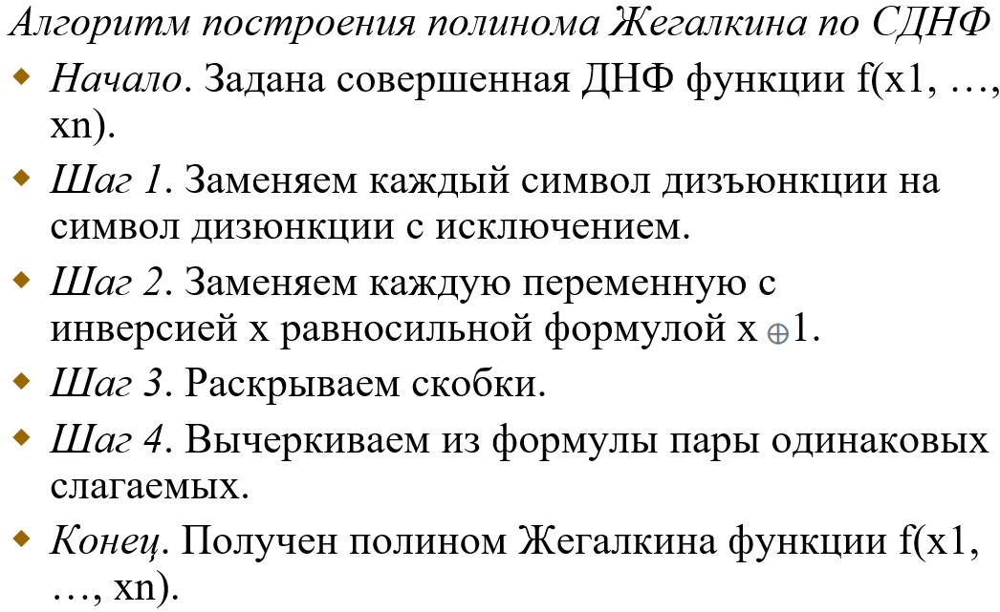 Алгоритм построения полинома Жегалкина по СДНФ
◆ Начало. Задана совершенная ДНФ функции f(x1, …,
xn).
◆ Шаг 1. Заменяем каждый символ дизъюнкции на
символ дизюнкции с исключением.
◆ Шаг 2. Заменяем каждую переменную с
инверсией x равносильной формулой x ⊕1.
◆ Шаг 3. Раскрываем скобки.
◆ Шаг 4. Вычеркиваем из формулы пары одинаковых
слагаемых.
◆ Конец. Получен полином Жегалкина функции f(x1,
…, xn).